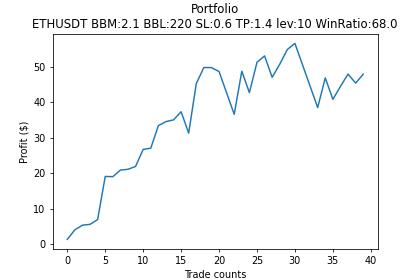 Portfolio
ETHUSDT BBM:2.1 BBL:220 SL:0.6 TP:1.4 lev:10 WinRatio:68.0
Profit ($)
50
40
30
20
10
0
0 5 10 15 20 25 30 35 40
Trade counts